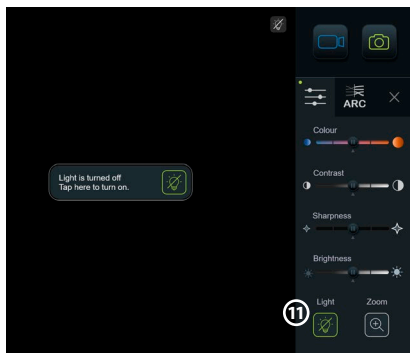 ARC
Colour
Contrast
Light is turned off
Tap here to turn on.
Sharpness
Brightness
Light
Zoom
11